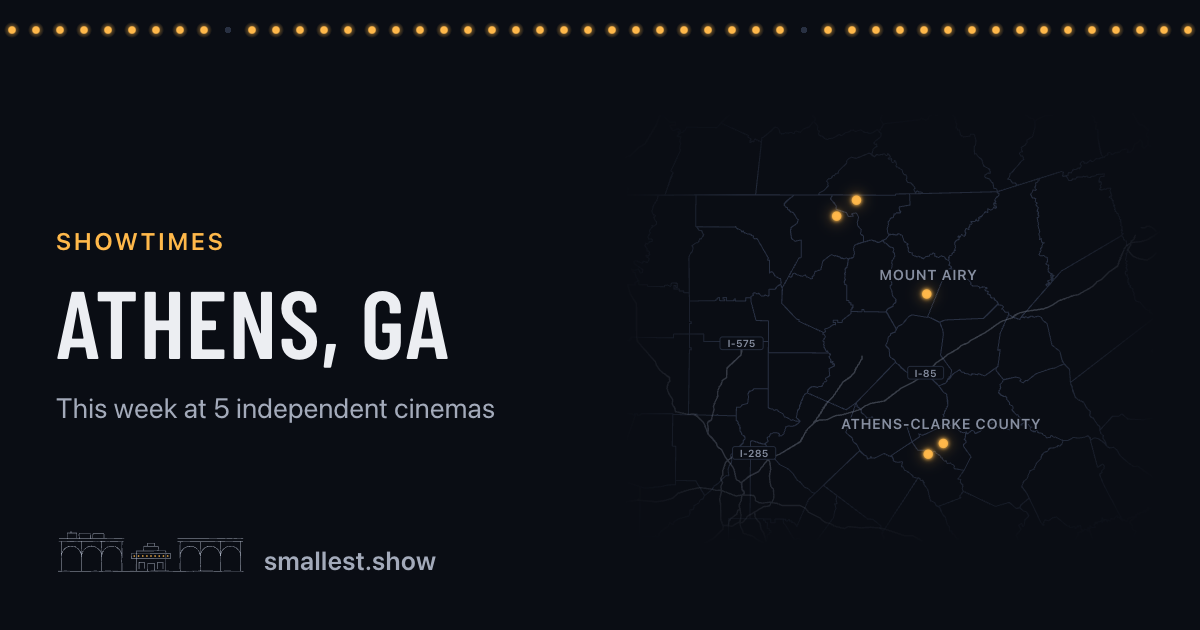 SHOWTIMES
ATHENS, GA
This week at 5 independent cinemas
smallest.show
MOUNT AIRY
I-575
I-85
ATHENS-CLARKE COUNTY
I-285